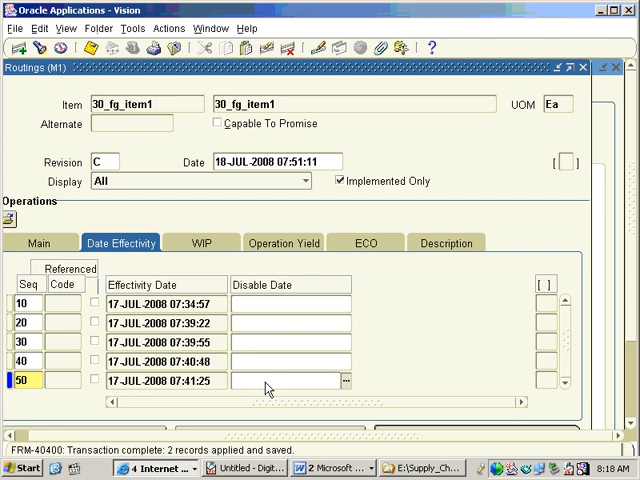 Oracle Applications - Vision
File Edit View Folder Tools Actions Window Help
Routings (M1)
Item 30_fg_item1 30_fg_item1 UOM Ea
Alternate Capable To Promise
Revision C Date 18-JUL-2008 07:51:11 [ ]
Display All Implemented Only
Operations
Main Date Effectivity WIP Operation Yield ECO Description
Referenced
Seq Code Effectivity Date Disable Date [ ]
10 17-JUL-2008 07:34:57
20 17-JUL-2008 07:39:22
30 17-JUL-2008 07:39:55
40 17-JUL-2008 07:40:48
50 17-JUL-2008 07:41:25
FRM-40400: Transaction complete: 2 records applied and saved.
Start 4 Internet ... Untitled - Digit... 2 Microsoft ... E:\Supply_Ch... 8:18 AM